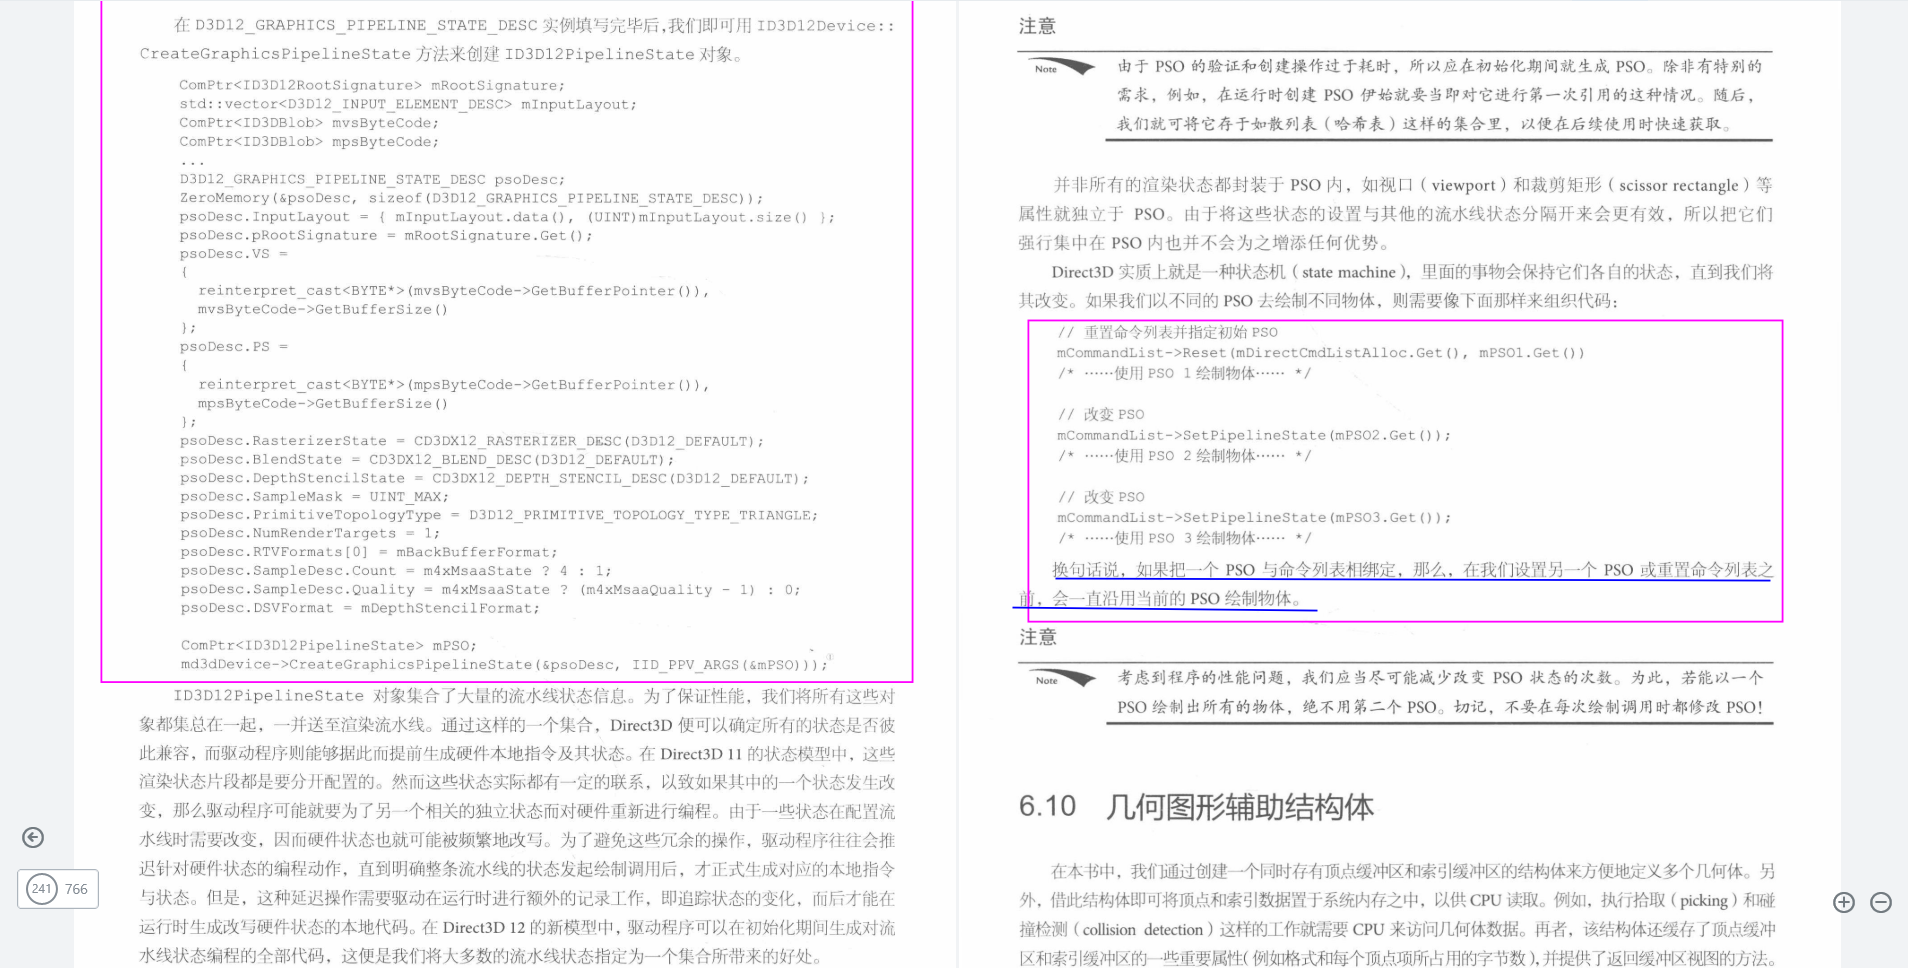 在 D3D12_GRAPHICS_PIPELINE_STATE_DESC 实例填写完毕后,我们即可用 ID3D12Device::
CreateGraphicsPipelineState 方法来创建 ID3D12PipelineState 对象。
ComPtr<ID3D12RootSignature> mRootSignature;
std::vector<D3D12_INPUT_ELEMENT_DESC> mInputLayout;
ComPtr<ID3DBlob> mvsByteCode;
ComPtr<ID3DBlob> mpsByteCode;
...
D3D12_GRAPHICS_PIPELINE_STATE_DESC psoDesc;
ZeroMemory(&psoDesc, sizeof(D3D12_GRAPHICS_PIPELINE_STATE_DESC));
psoDesc.InputLayout = { mInputLayout.data(), (UINT)mInputLayout.size() };
psoDesc.pRootSignature = mRootSignature.Get();
psoDesc.VS =
{
reinterpret_cast<BYTE*>(mvsByteCode->GetBufferPointer()),
mvsByteCode->GetBufferSize()
};
psoDesc.PS =
{
reinterpret_cast<BYTE*>(mpsByteCode->GetBufferPointer()),
mpsByteCode->GetBufferSize()
};
psoDesc.RasterizerState = CD3DX12_RASTERIZER_DESC(D3D12_DEFAULT);
psoDesc.BlendState = CD3DX12_BLEND_DESC(D3D12_DEFAULT);
psoDesc.DepthStencilState = CD3DX12_DEPTH_STENCIL_DESC(D3D12_DEFAULT);
psoDesc.SampleMask = UINT_MAX;
psoDesc.PrimitiveTopologyType = D3D12_PRIMITIVE_TOPOLOGY_TYPE_TRIANGLE;
psoDesc.NumRenderTargets = 1;
psoDesc.RTVFormats[0] = mBackBufferFormat;
psoDesc.SampleDesc.Count = m4xMsaaState ? 4 : 1;
psoDesc.SampleDesc.Quality = m4xMsaaState ? (m4xMsaaQuality - 1) : 0;
psoDesc.DSVFormat = mDepthStencilFormat;
ComPtr<ID3D12PipelineState> mPSO;
md3dDevice->CreateGraphicsPipelineState(&psoDesc, IID_PPV_ARGS(&mPSO)));
ID3D12PipelineState 对象集合了大量的流水线状态信息。为了保证性能，我们将所有这些对
象都集总在一起，一并送至渲染流水线。通过这样的一个集合，Direct3D 便可以确定所有的状态是否彼
此兼容，而驱动程序则能够据此而提前生成硬件本地指令及其状态。在 Direct3D 11 的状态模型中，这些
渲染状态片段都是要分开配置的。然而这些状态实际都有一定的联系，以致如果其中的一个状态发生改
变，那么驱动程序可能就要为了另一个相关的独立状态而对硬件重新进行编程。由于一些状态在配置流
水线时需要改变，因而硬件状态也就可能被频繁地改写。为了避免这些冗余的操作，驱动程序往往会推
迟针对硬件状态的编程动作，直到明确整条流水线的状态发起绘制调用后，才正式生成对应的本地指令
与状态。但是，这种延迟操作需要驱动在运行时进行额外的记录工作，即追踪状态的变化，而后才能在
运行时生成改写硬件状态的本地代码。在 Direct3D 12 的新模型中，驱动程序可以在初始化期间生成对流
水线状态编程的全部代码，这便是我们将大多数的流水线状态指定为一个集合所带来的好处。
241 766
注意
Note
由于 PSO 的验证和创建操作过于耗时，所以应在初始化期间就生成 PSO。除非有特别的
需求，例如，在运行时创建 PSO 伊始就要当即对它进行第一次引用的这种情况。随后，
我们就可将它存于如散列表（哈希表）这样的集合里，以便在后续使用时快速获取。
并非所有的渲染状态都封装于 PSO 内，如视口（viewport）和裁剪矩形（scissor rectangle）等
属性就独立于 PSO。由于将这些状态的设置与其他的流水线状态分隔开来会更有效，所以把它们
强行集中在 PSO 内也并不会为之增添任何优势。
Direct3D 实质上就是一种状态机（state machine），里面的事物会保持它们各自的状态，直到我们将
其改变。如果我们以不同的 PSO 去绘制不同物体，则需要像下面那样来组织代码：
// 重置命令列表并指定初始 PSO
mCommandList->Reset(mDirectCmdListAlloc.Get(), mPSO1.Get())
/* ……使用 PSO 1 绘制物体…… */
// 改变 PSO
mCommandList->SetPipelineState(mPSO2.Get());
/* ……使用 PSO 2 绘制物体…… */
// 改变 PSO
mCommandList->SetPipelineState(mPSO3.Get());
/* ……使用 PSO 3 绘制物体…… */
换句话说，如果把一个 PSO 与命令列表相绑定，那么，在我们设置另一个 PSO 或重置命令列表之
前，会一直沿用当前的 PSO 绘制物体。
注意
Note
考虑到程序的性能问题，我们应当尽可能减少改变 PSO 状态的次数。为此，若能以一个
PSO 绘制出所有的物体，绝不用第二个 PSO。切记，不要在每次绘制调用时都修改 PSO！
6.10 几何图形辅助结构体
在本书中，我们通过创建一个同时存有顶点缓冲区和索引缓冲区的结构体来方便地定义多个几何体。另
外，借此结构体即可将顶点和索引数据置于系统内存之中，以供 CPU 读取。例如，执行拾取（picking）和碰
撞检测（collision detection）这样的工作就需要 CPU 来访问几何体数据。再者，该结构体还缓存了顶点缓冲
区和索引缓冲区的一些重要属性（例如格式和每个顶点项所占用的字节数），并提供了返回缓冲区视图的方法。